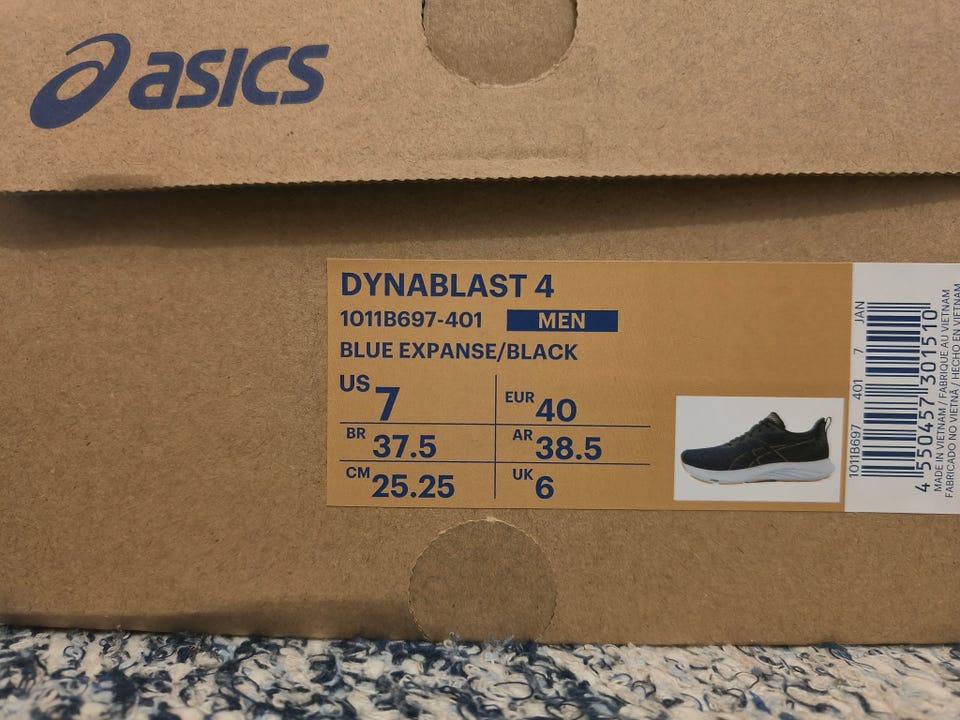 asics
DYNABLAST 4
1011B697-401 MEN
BLUE EXPANSE/BLACK
US 7
EUR 40
BR 37.5
AR 38.5
CM 25.25
UK 6
1011B697 401 7 JAN
4 550457 301510
MADE IN VIETNAM / FABRIQUE AU VIETNAM
FABRICADO NO VIETNÃ / HECHO EN VIETNAM